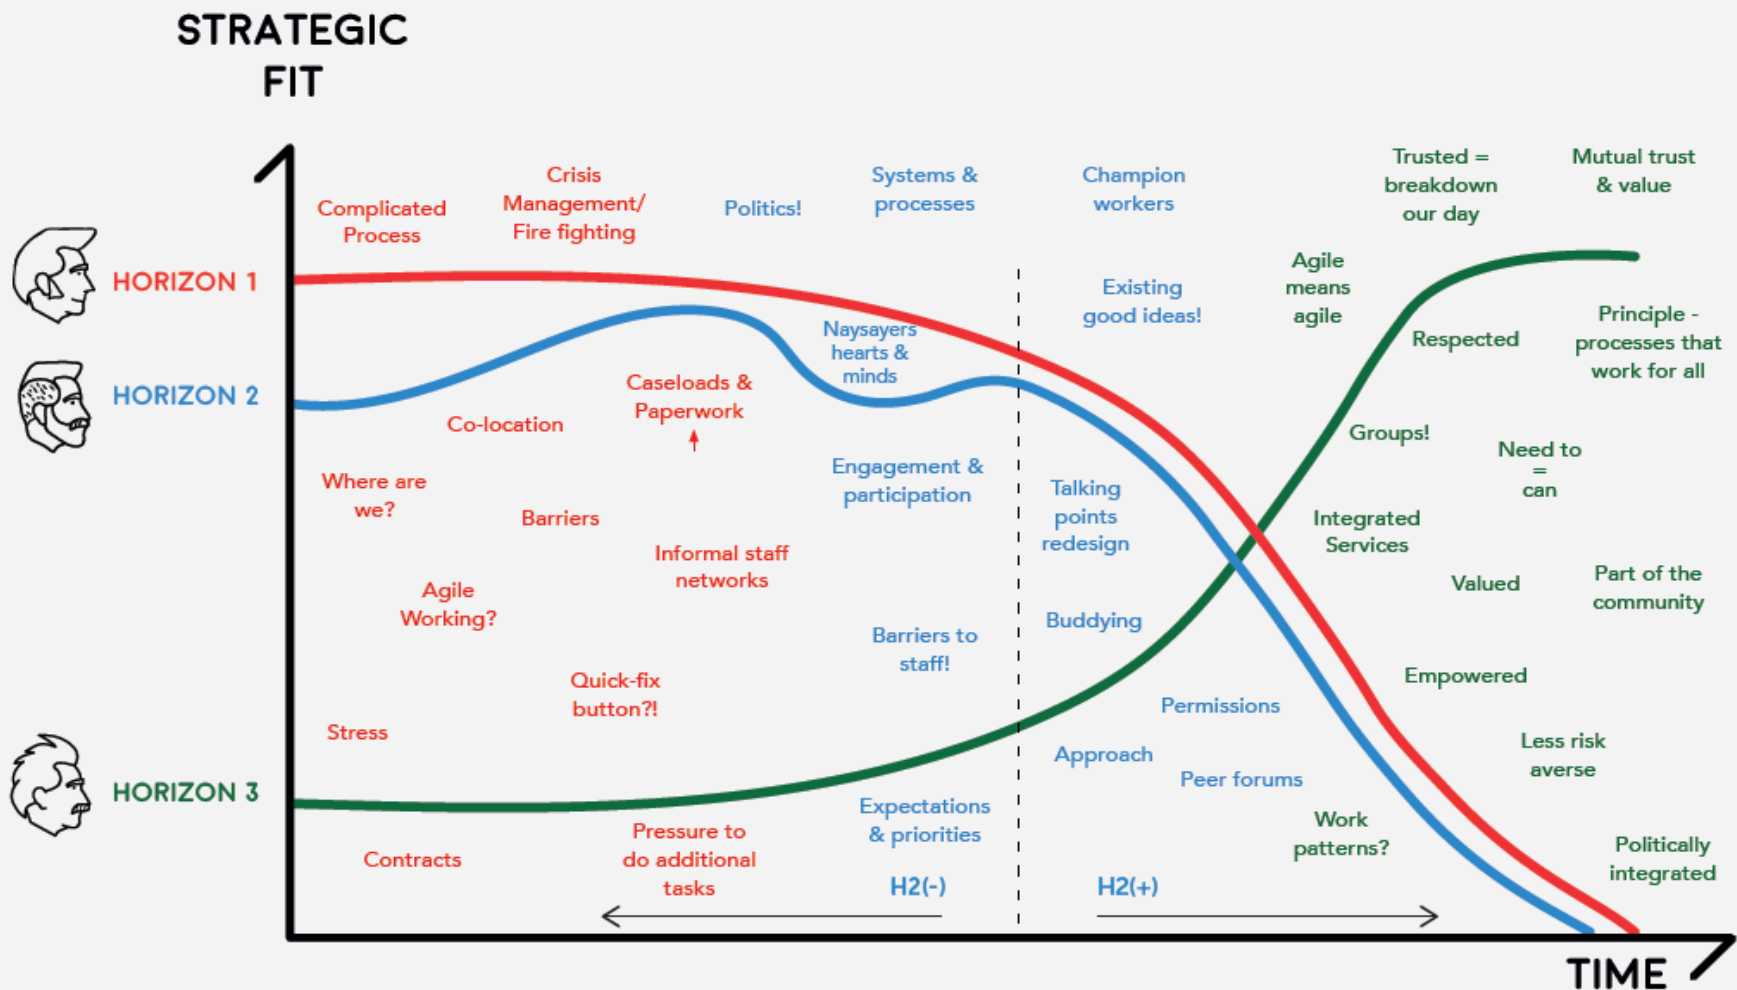 STRATEGIC
FIT
HORIZON 1
HORIZON 2
HORIZON 3
Complicated
Process
Crisis
Management/
Fire fighting
Co-location
Caseloads &
Paperwork
Where are
we?
Barriers
Informal staff
networks
Agile
Working?
Quick-fix
button?!
Stress
Contracts
Pressure to
do additional
tasks
Politics!
Systems &
processes
Naysayers
hearts &
minds
Engagement &
participation
Barriers to
staff!
Expectations
& priorities
H2(-)
Champion
workers
Existing
good ideas!
Talking
points
redesign
Buddying
Permissions
Approach
Peer forums
H2(+)
Trusted =
breakdown
our day
Mutual trust
& value
Agile
means
agile
Respected
Principle -
processes that
work for all
Groups!
Need to
=
can
Integrated
Services
Valued
Part of the
community
Empowered
Less risk
averse
Work
patterns?
Politically
integrated
TIME